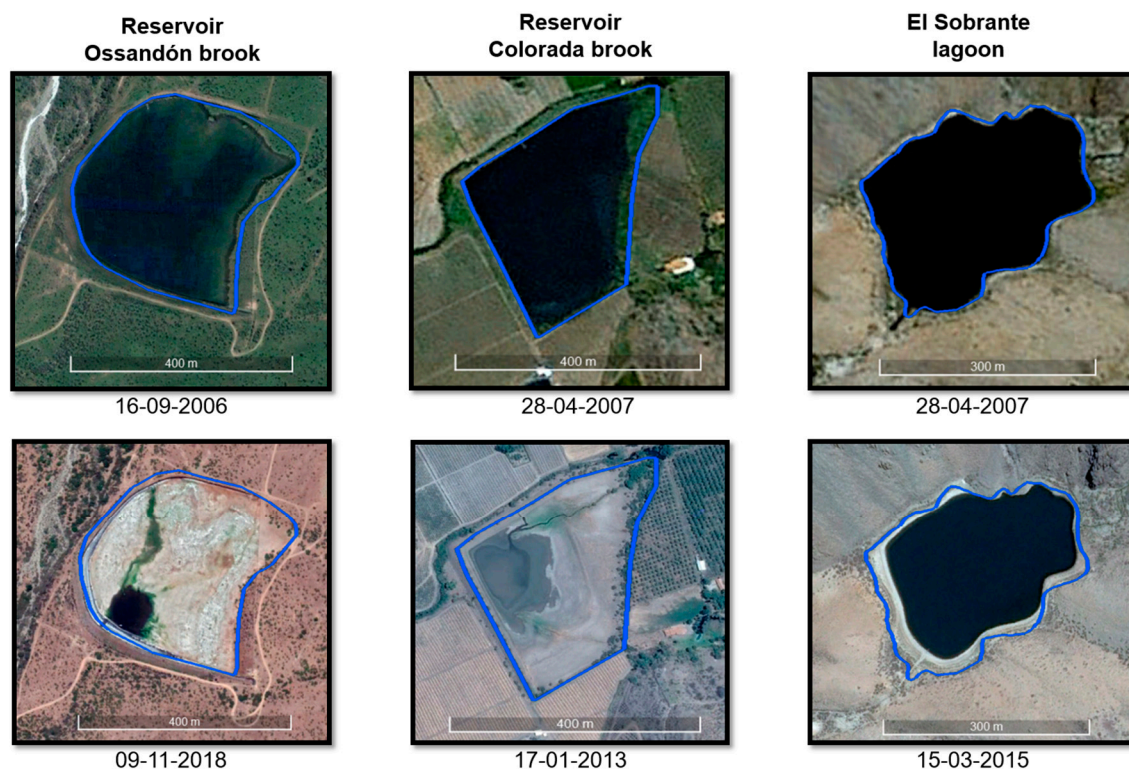 Reservoir
Ossandón brook
Reservoir
Colorada brook
El Sobrante
lagoon
400 m
400 m
300 m
16-09-2006
28-04-2007
28-04-2007
400 m
400 m
300 m
09-11-2018
17-01-2013
15-03-2015